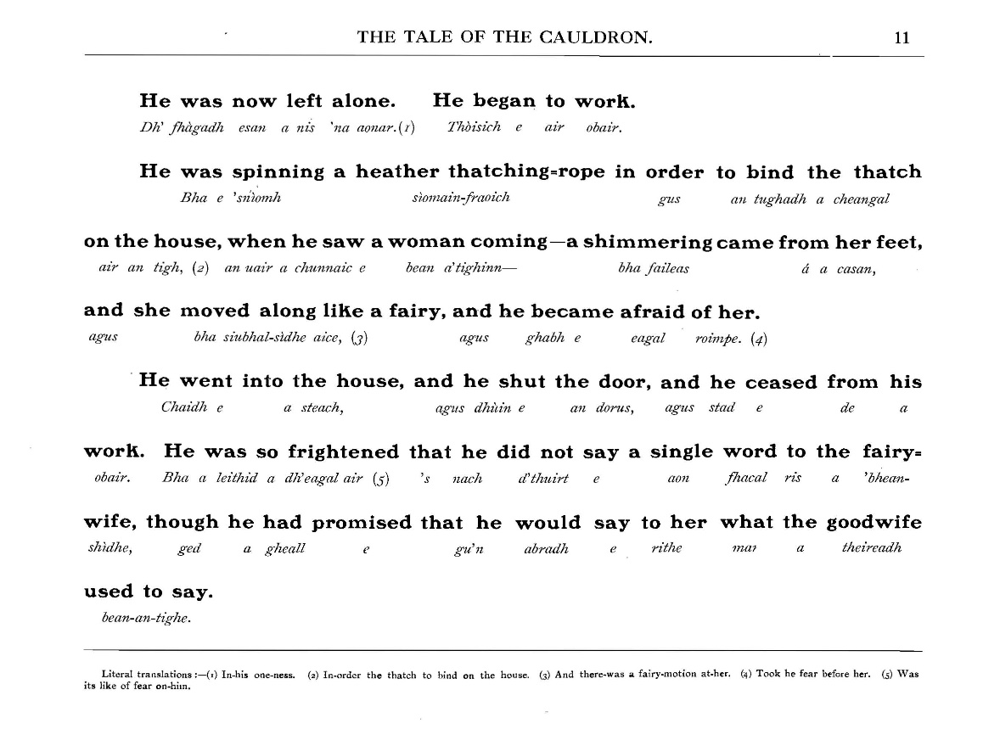 THE TALE OF THE CAULDRON. 11
He was now left alone. He began to work.
Dh' fhàgadh esan a nis 'na aonar.(1) Thòisich e air obair.
He was spinning a heather thatching=rope in order to bind the thatch
Bha e 'snìomh sìomain-fraoich gus an tughadh a cheangal
on the house, when he saw a woman coming—a shimmering came from her feet,
air an tigh, (2) an uair a chunnaic e bean a'tighinn— bha faileas á a casan,
and she moved along like a fairy, and he became afraid of her.
agus bha siubhal-sìdhe aice, (3) agus ghabh e eagal roimpe. (4)
He went into the house, and he shut the door, and he ceased from his
Chaidh e a steach, agus dhùin e an dorus, agus stad e de a
work. He was so frightened that he did not say a single word to the fairy=
obair. Bha a leithid a dh'eagal air (5) 's nach d'thuirt e aon fhacal ris a 'bhean-
wife, though he had promised that he would say to her what the goodwife
shìdhe, ged a gheall e gu'n abradh e rithe mar a theireadh
used to say.
bean-an-tighe.
Literal translations :—(1) In-his one-ness. (2) In-order the thatch to bind on the house. (3) And there-was a fairy-motion at-her. (4) Took he fear before her. (5) Was
its like of fear on-him.